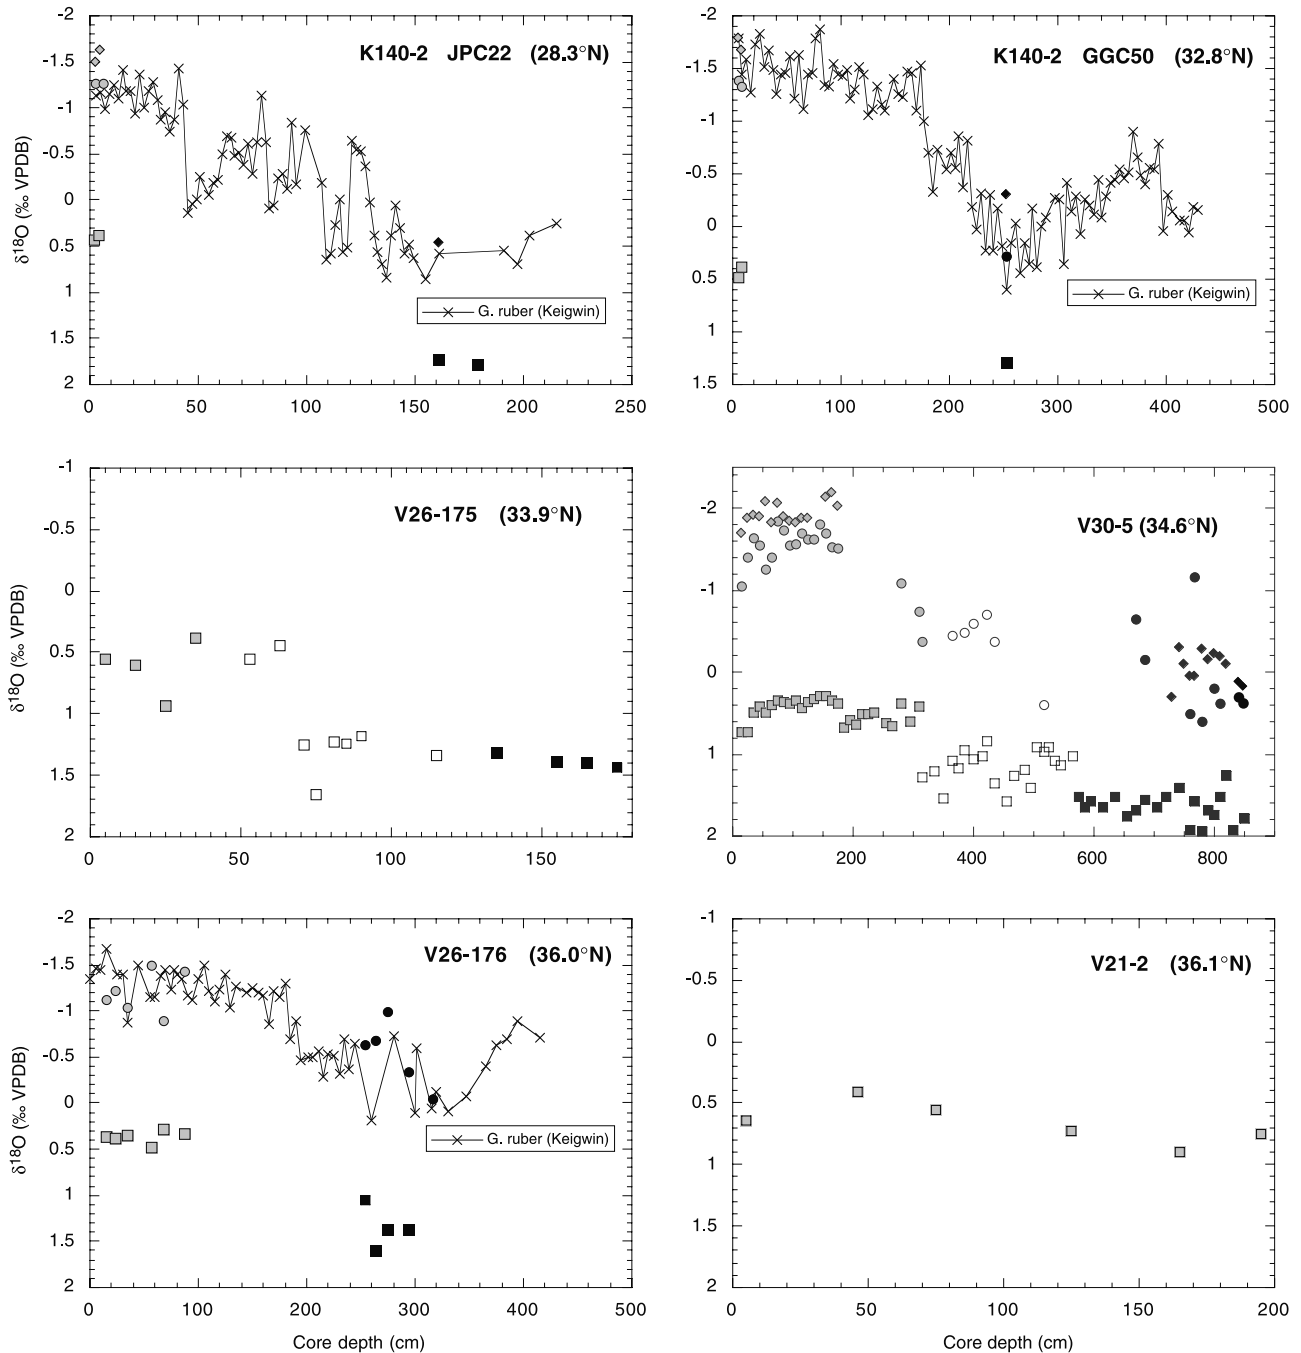 K140-2 JPC22 (28.3°N)
δ18O (‰ VPDB)
-2
-1.5
-1
-0.5
0
0.5
1
1.5
2
G. ruber (Keigwin)
0 50 100 150 200 250
K140-2 GGC50 (32.8°N)
-2
-1.5
-1
-0.5
0
0.5
1
1.5
G. ruber (Keigwin)
0 100 200 300 400 500
V26-175 (33.9°N)
δ18O (‰ VPDB)
-1
-0.5
0
0.5
1
1.5
2
0 50 100 150
V30-5 (34.6°N)
-2
-1
0
1
2
0 200 400 600 800
V26-176 (36.0°N)
δ18O (‰ VPDB)
-2
-1.5
-1
-0.5
0
0.5
1
1.5
2
G. ruber (Keigwin)
0 100 200 300 400 500
Core depth (cm)
V21-2 (36.1°N)
-1
-0.5
0
0.5
1
1.5
2
0 50 100 150 200
Core depth (cm)